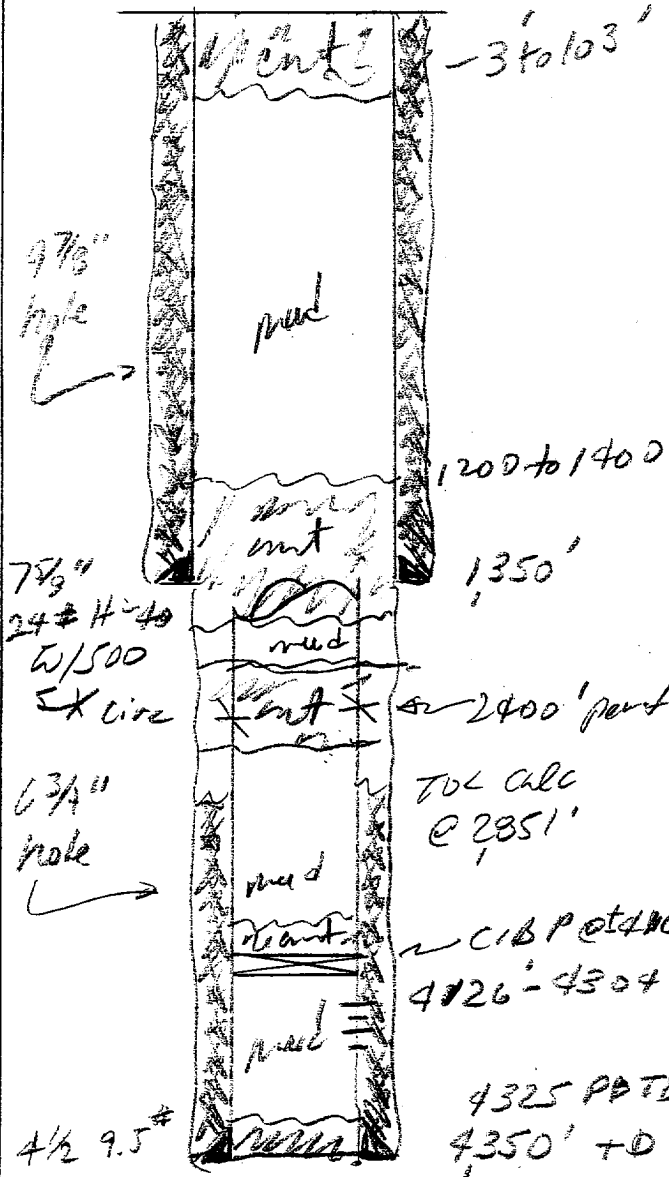 cmt
- 3' to 103'
9 7/8"
hole
mud
1200 to 1400
cmt
1,350'
7 5/8"
24# H-40
W/500
SX circ
mud
cmt
2400' perf
TOC calc
@ 2851'
6 3/4"
hole
mud
cmt
CIBP @
4126' - 4304
mud
4325 PBTD
4,350' TD
4 1/2 9.5#